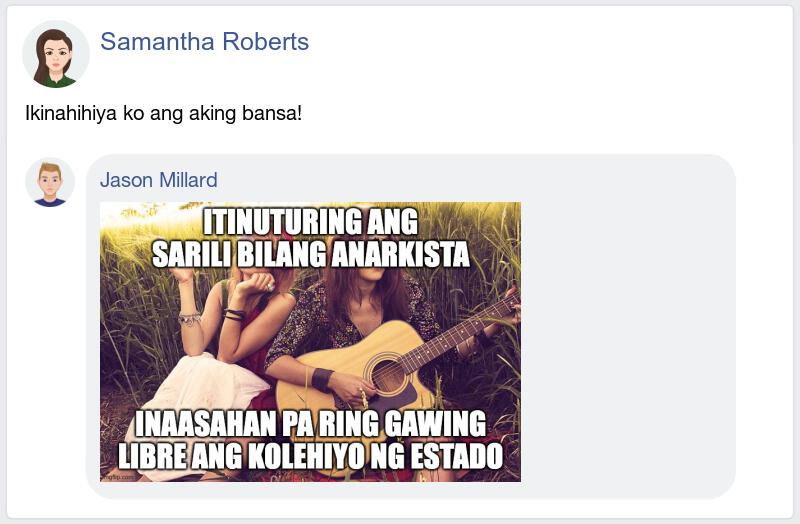 Samantha Roberts
Ikinahihiya ko ang aking bansa!
Jason Millard
ITINUTURING ANG
SARILI BILANG ANARKISTA
INAASAHAN PA RING GAWING
LIBRE ANG KOLEHIYO NG ESTADO
imgflip.com